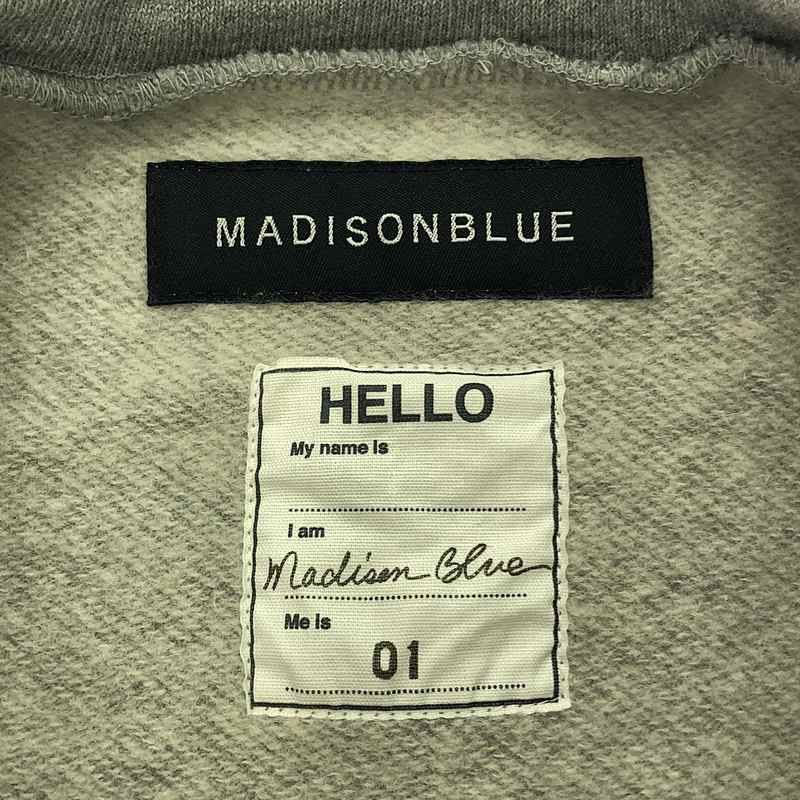 MADISONBLUE
HELLO
My name is
I am
Madison Blue
Me is
01